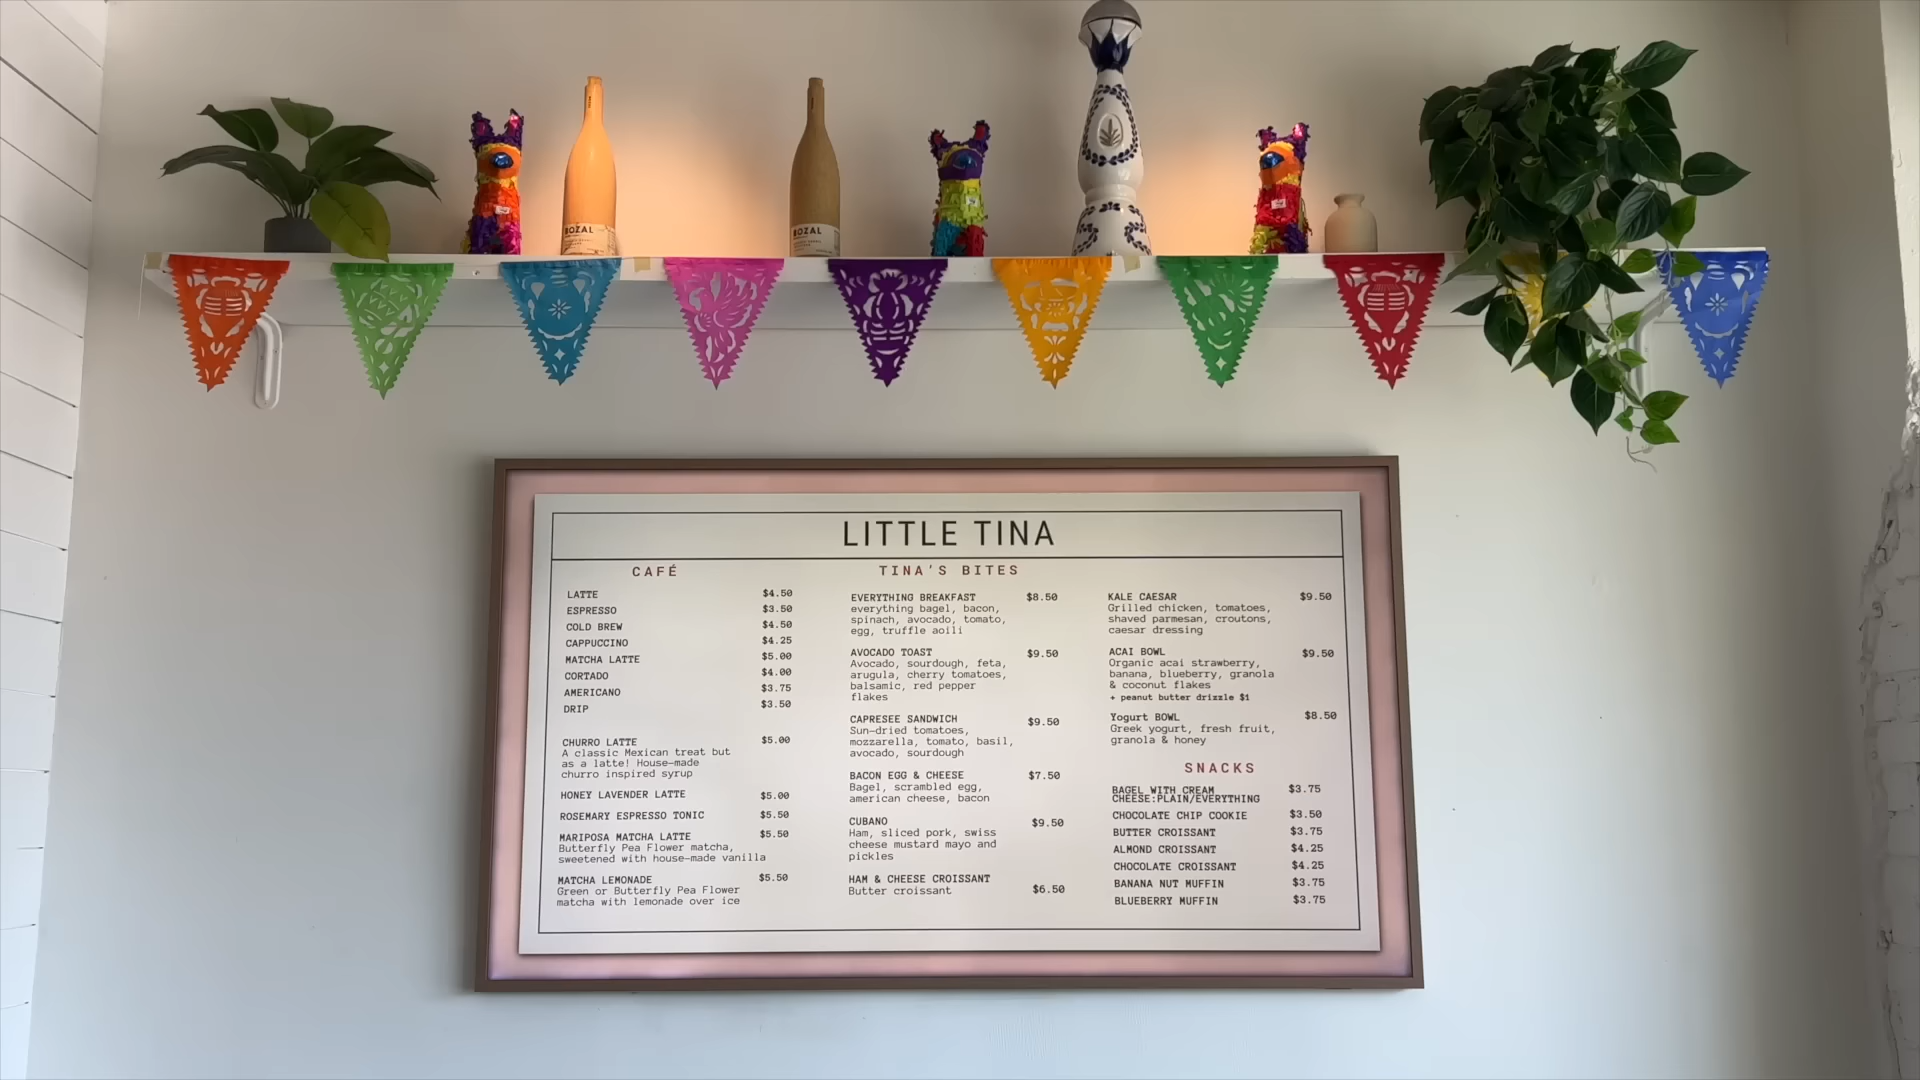 BOZAL
BOZAL
LITTLE TINA
CAFÉ
LATTE $4.50
ESPRESSO $3.50
COLD BREW $4.50
CAPPUCCINO $4.25
MATCHA LATTE $5.00
CORTADO $4.00
AMERICANO $3.75
DRIP $3.50
CHURRO LATTE $5.00
A classic Mexican treat but
as a latte! House-made
churro inspired syrup
HONEY LAVENDER LATTE $5.00
ROSEMARY ESPRESSO TONIC $5.50
MARIPOSA MATCHA LATTE $5.50
Butterfly Pea Flower matcha,
sweetened with house-made vanilla
MATCHA LEMONADE $5.50
Green or Butterfly Pea Flower
matcha with lemonade over ice
TINA'S BITES
EVERYTHING BREAKFAST $8.50
everything bagel, bacon,
spinach, avocado, tomato,
egg, truffle aoili
AVOCADO TOAST $9.50
Avocado, sourdough, feta,
arugula, cherry tomatoes,
balsamic, red pepper
flakes
CAPRESEE SANDWICH $9.50
Sun-dried tomatoes,
mozzarella, tomato, basil,
avocado, sourdough
BACON EGG & CHEESE $7.50
Bagel, scrambled egg,
american cheese, bacon
CUBANO $9.50
Ham, sliced pork, swiss
cheese mustard mayo and
pickles
HAM & CHEESE CROISSANT
Butter croissant $6.50
KALE CAESAR $9.50
Grilled chicken, tomatoes,
shaved parmesan, croutons,
caesar dressing
ACAI BOWL $9.50
Organic acai strawberry,
banana, blueberry, granola
& coconut flakes
+ peanut butter drizzle $1
Yogurt BOWL $8.50
Greek yogurt, fresh fruit,
granola & honey
SNACKS
BAGEL WITH CREAM $3.75
CHEESE:PLAIN/EVERYTHING
CHOCOLATE CHIP COOKIE $3.50
BUTTER CROISSANT $3.75
ALMOND CROISSANT $4.25
CHOCOLATE CROISSANT $4.25
BANANA NUT MUFFIN $3.75
BLUEBERRY MUFFIN $3.75